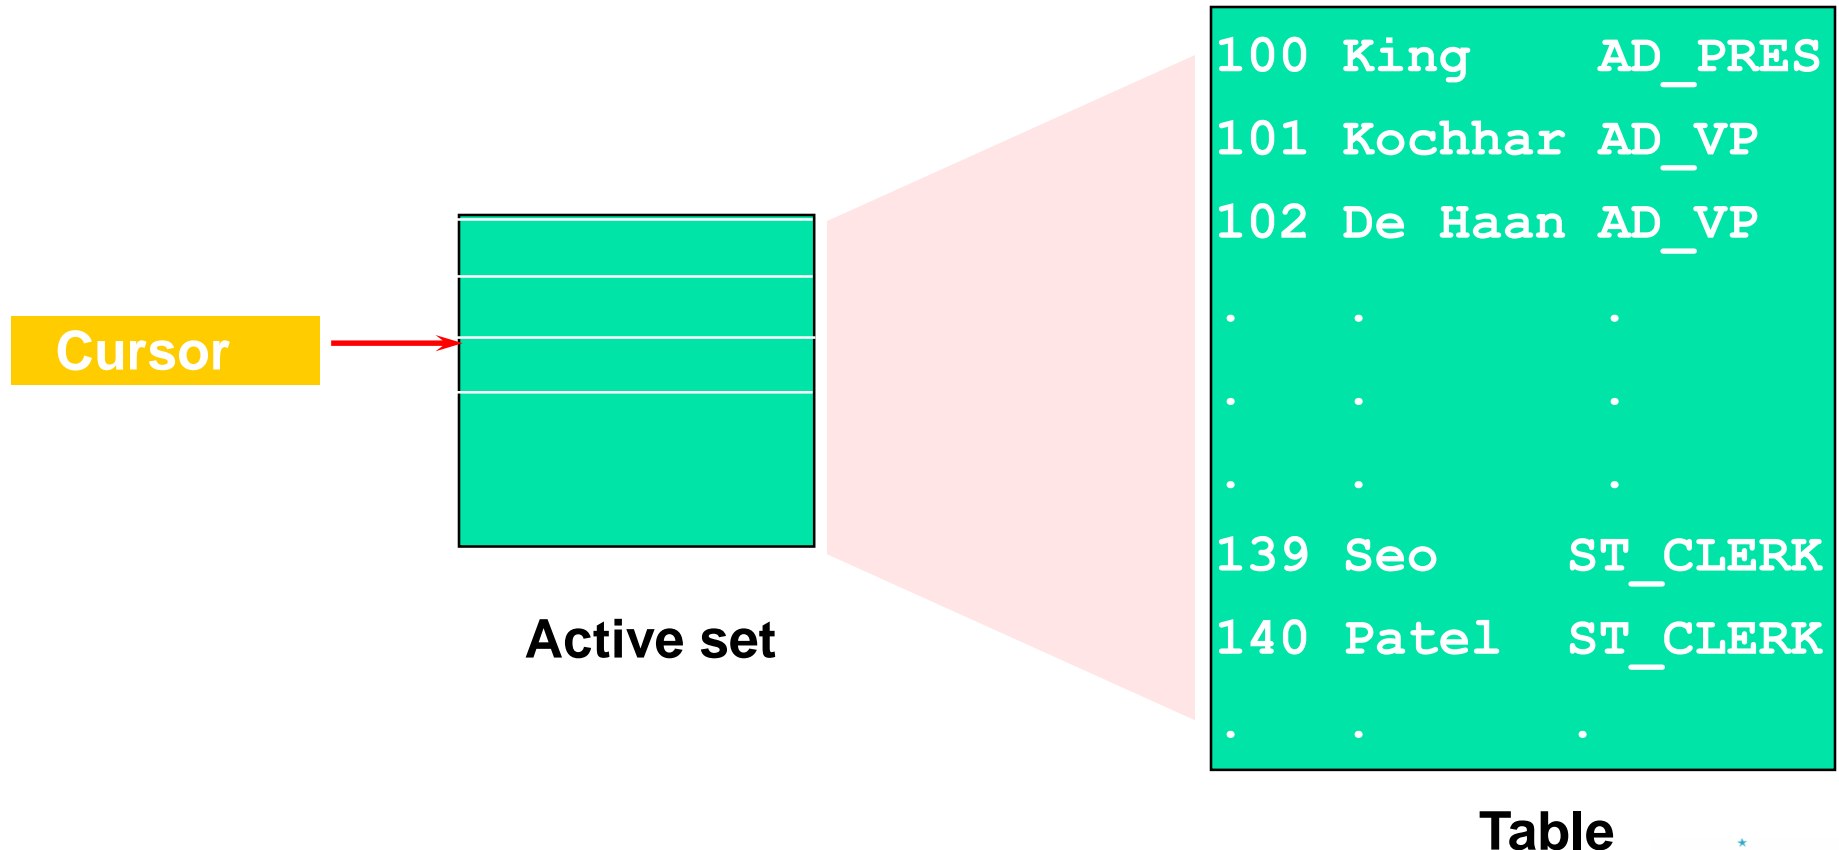 100 King AD_PRES
101 Kochhar AD_VP
102 De Haan AD_VP
. . .
. . .
. . .
139 Seo ST_CLERK
140 Patel ST_CLERK
. . .
Cursor
Active set
Table